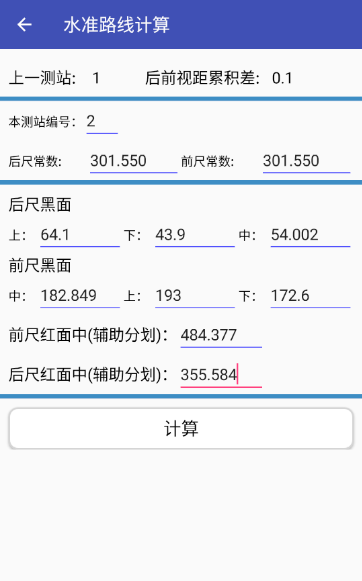 水准路线计算
上一测站: 1 后前视距累积差: 0.1
本测站编号: 2
后尺常数: 301.550 前尺常数: 301.550
后尺黑面
上: 64.1 下: 43.9 中: 54.002
前尺黑面
中: 182.849 上: 193 下: 172.6
前尺红面中(辅助分划): 484.377
后尺红面中(辅助分划): 355.584
计算